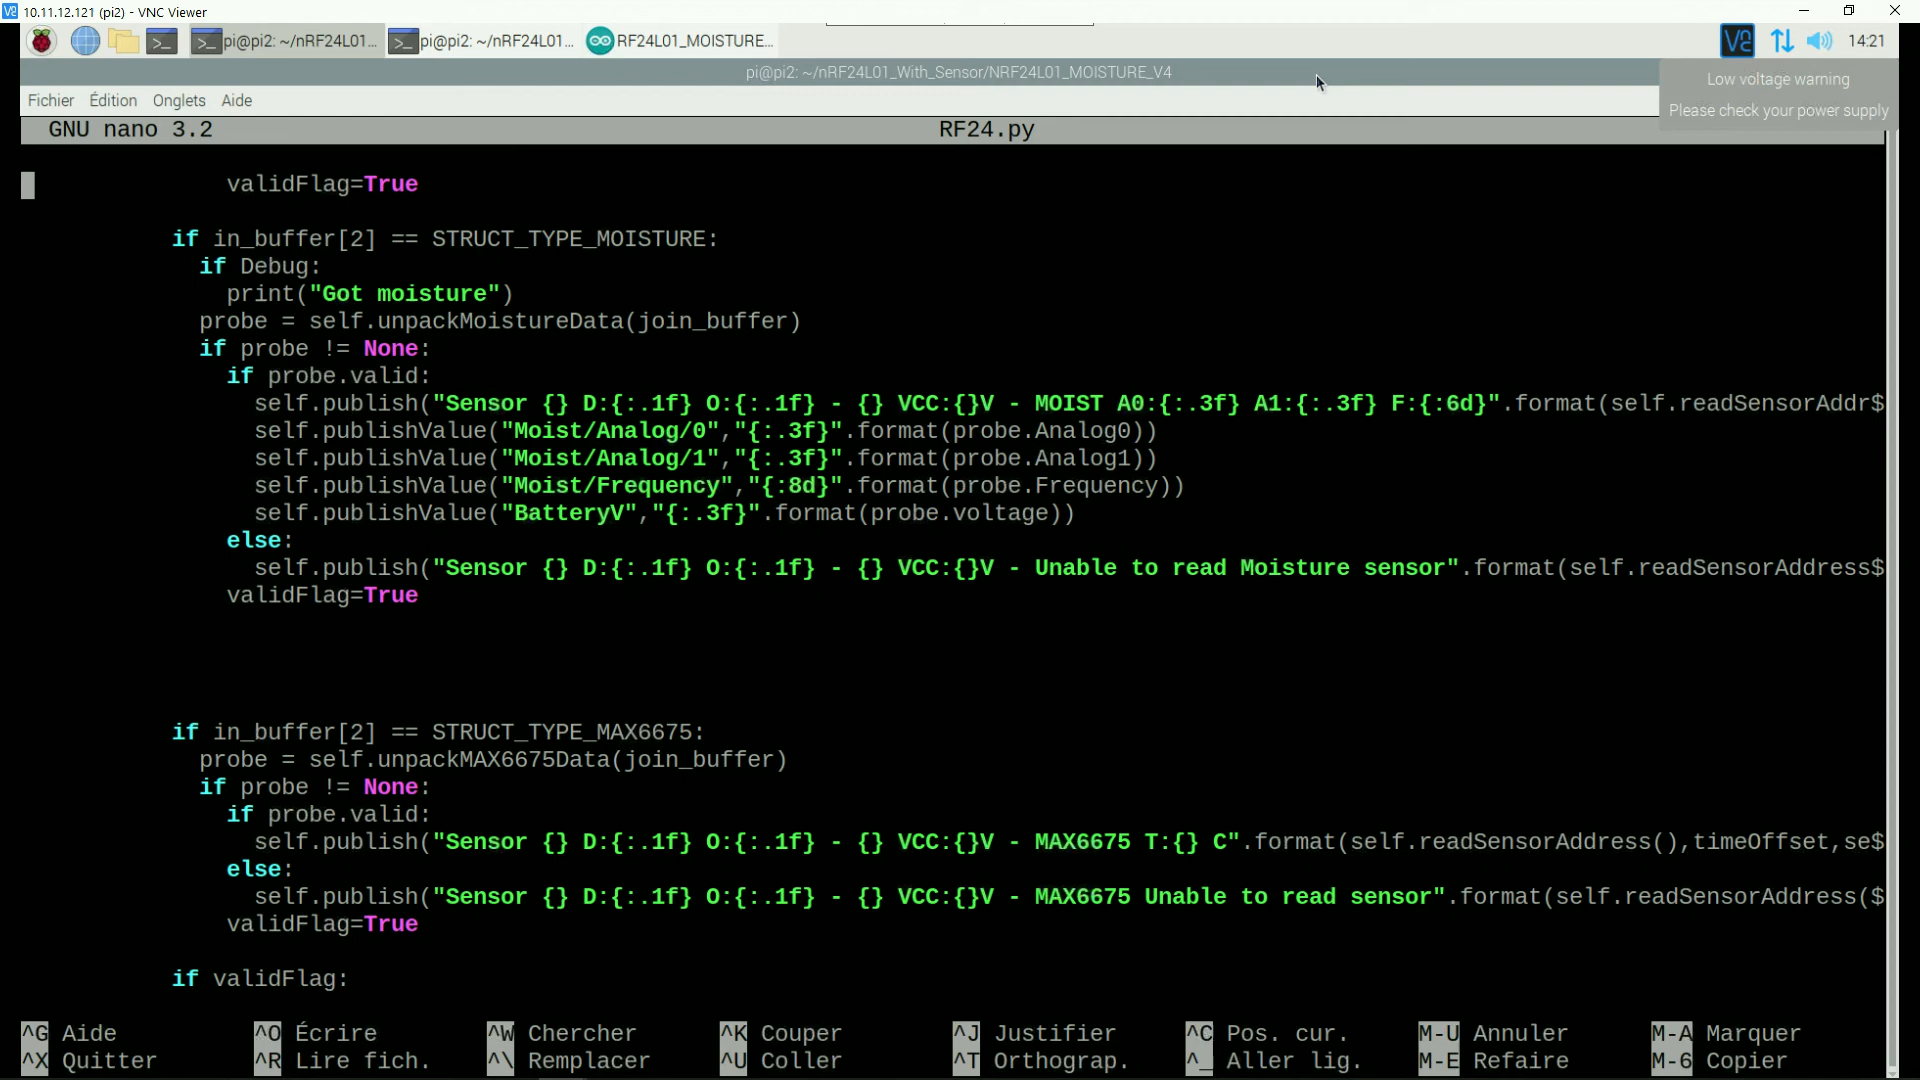 10.11.12.121 (pi2) - VNC Viewer
pi@pi2: ~/nRF24L01... pi@pi2: ~/nRF24L01... RF24L01_MOISTURE... 14:21
pi@pi2: ~/nRF24L01_With_Sensor/NRF24L01_MOISTURE_V4
Low voltage warning
Please check your power supply
Fichier Édition Onglets Aide
GNU nano 3.2 RF24.py
validFlag=True
if in_buffer[2] == STRUCT_TYPE_MOISTURE:
if Debug:
print("Got moisture")
probe = self.unpackMoistureData(join_buffer)
if probe != None:
if probe.valid:
self.publish("Sensor {} D:{:.1f} O:{:.1f} - {} VCC:{}V - MOIST A0:{:.3f} A1:{:.3f} F:{:6d}".format(self.readSensorAddr$
self.publishValue("Moist/Analog/0","{:.3f}".format(probe.Analog0))
self.publishValue("Moist/Analog/1","{:.3f}".format(probe.Analog1))
self.publishValue("Moist/Frequency","{:8d}".format(probe.Frequency))
self.publishValue("BatteryV","{:.3f}".format(probe.voltage))
else:
self.publish("Sensor {} D:{:.1f} O:{:.1f} - {} VCC:{}V - Unable to read Moisture sensor".format(self.readSensorAddress$
validFlag=True
if in_buffer[2] == STRUCT_TYPE_MAX6675:
probe = self.unpackMAX6675Data(join_buffer)
if probe != None:
if probe.valid:
self.publish("Sensor {} D:{:.1f} O:{:.1f} - {} VCC:{}V - MAX6675 T:{} C".format(self.readSensorAddress(),timeOffset,se$
else:
self.publish("Sensor {} D:{:.1f} O:{:.1f} - {} VCC:{}V - MAX6675 Unable to read sensor".format(self.readSensorAddress($
validFlag=True
if validFlag:
^G Aide ^O Écrire ^W Chercher ^K Couper ^J Justifier ^C Pos. cur. M-U Annuler M-A Marquer
^X Quitter ^R Lire fich. ^\ Remplacer ^U Coller ^T Orthograp. ^_ Aller lig. M-E Refaire M-6 Copier